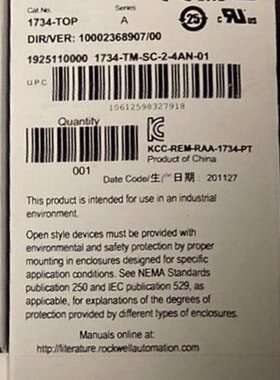 Cat No. Series
1734-TOP A
DIR/VER: 10002368907/00
1925110000 1734-TM-SC-2-4AN-01
U.P.C.
10612598327918
Quantity
001
KCC-REM-RAA-1734-PT
Product of China
Date Code/生产日期: 201127
This product is intended for use in an industrial
environment.
Open style devices must be provided with
environmental and safety protection by proper
mounting in enclosures designed for specific
application conditions. See NEMA Standards
publication 250 and IEC publication 529, as
applicable, for explanations of the degrees of
protection provided by different types of enclosures.
Manuals online at:
http://literature.rockwellautomation.com